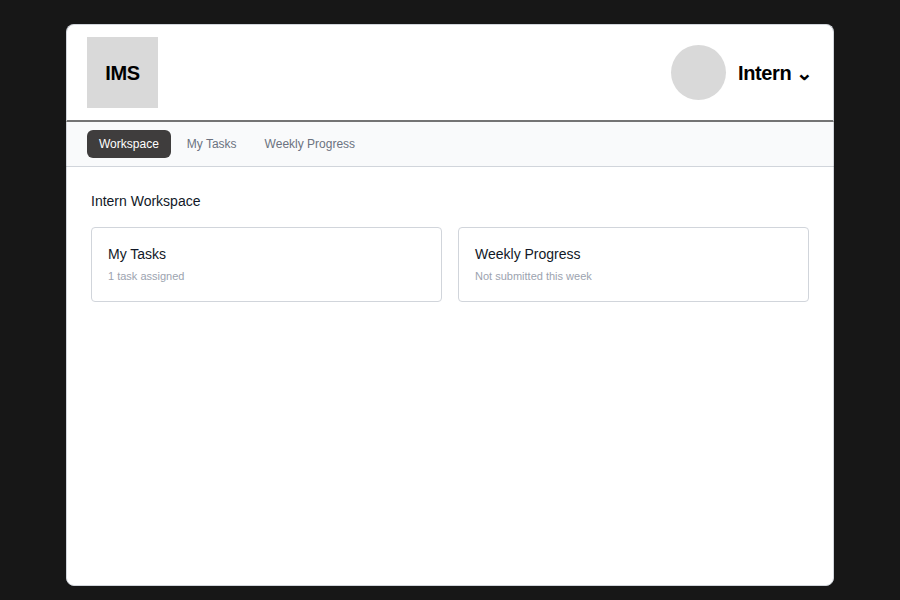 IMS
Intern
Workspace
My Tasks
Weekly Progress
Intern Workspace
My Tasks
1 task assigned
Weekly Progress
Not submitted this week